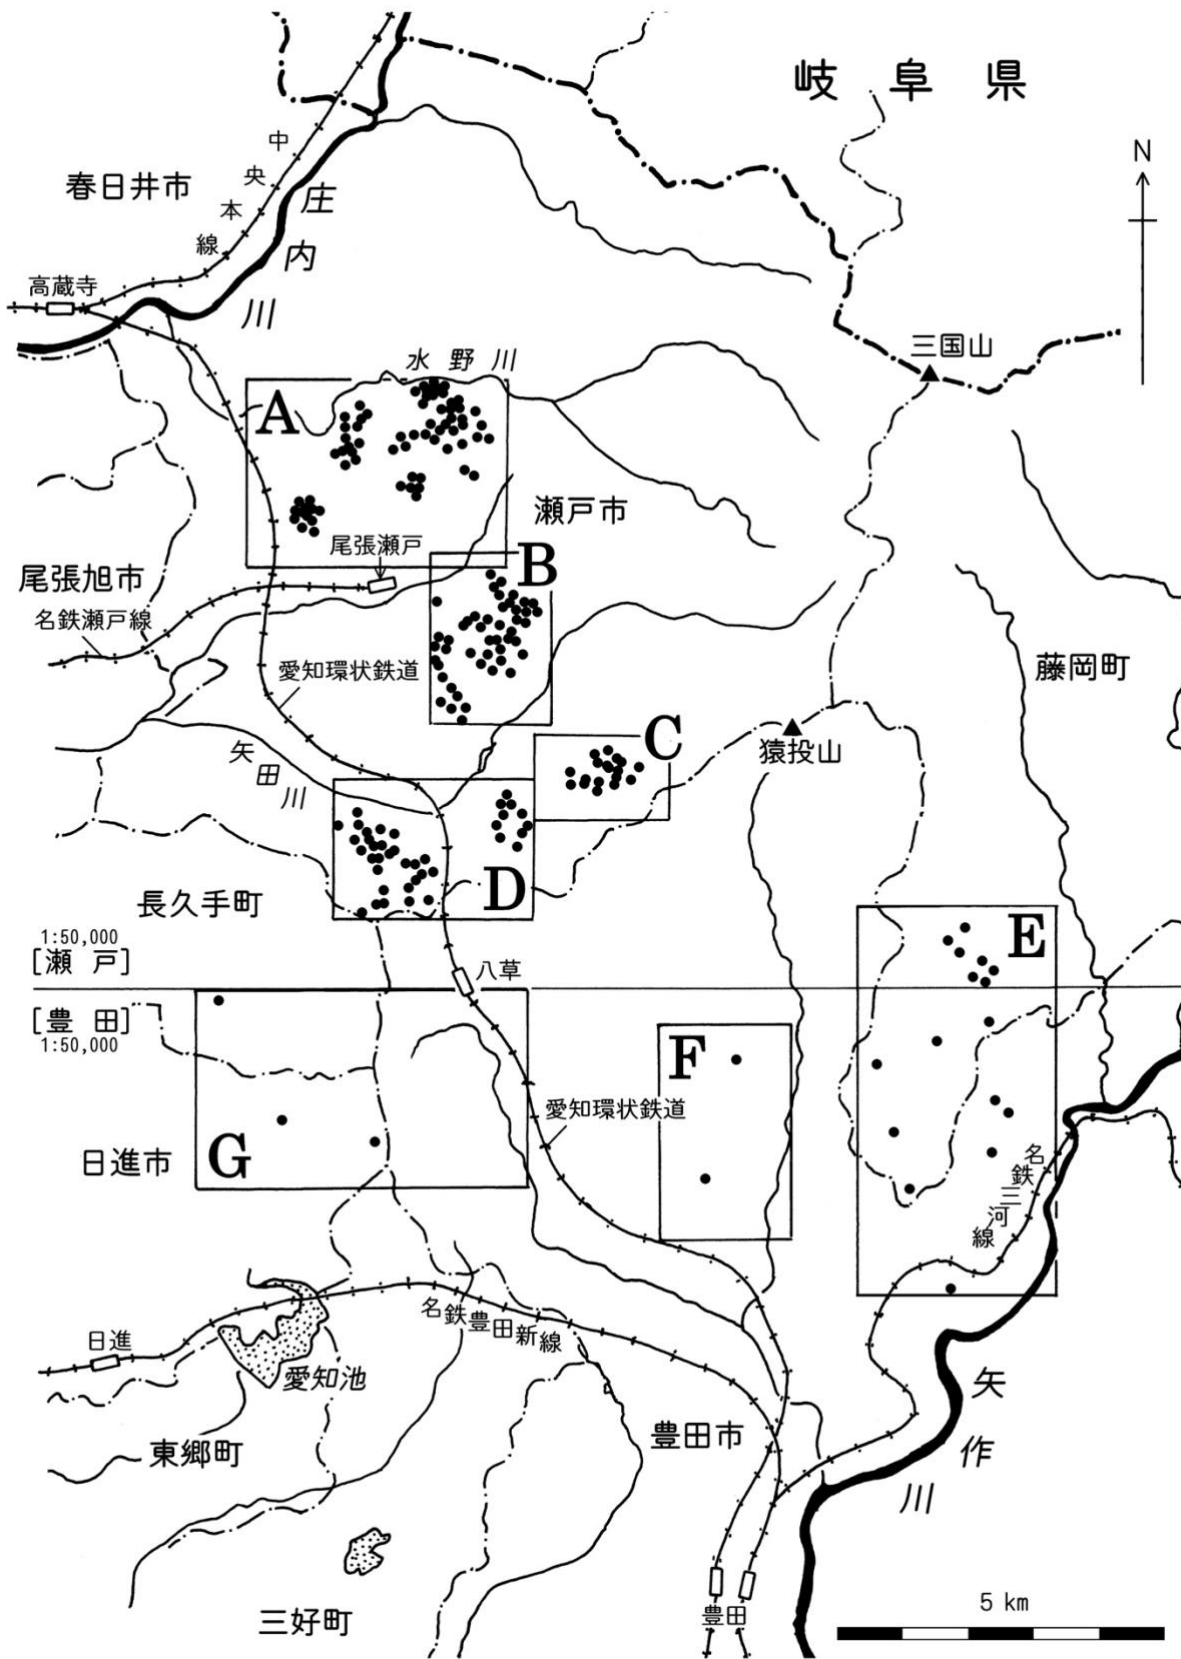 岐阜県
N
中央本線
春日井市
庄内川
高蔵寺
三国山
水野川
A
瀬戸市
尾張瀬戸
B
尾張旭市
名鉄瀬戸線
愛知環状鉄道
藤岡町
C
猿投山
矢田川
D
長久手町
E
1:50,000
[瀬戸]
八草
[豊田]
1:50,000
F
愛知環状鉄道
G
日進市
名鉄三河線
名鉄豊田新線
日進
愛知池
矢作川
豊田市
東郷町
5 km
豊田
三好町